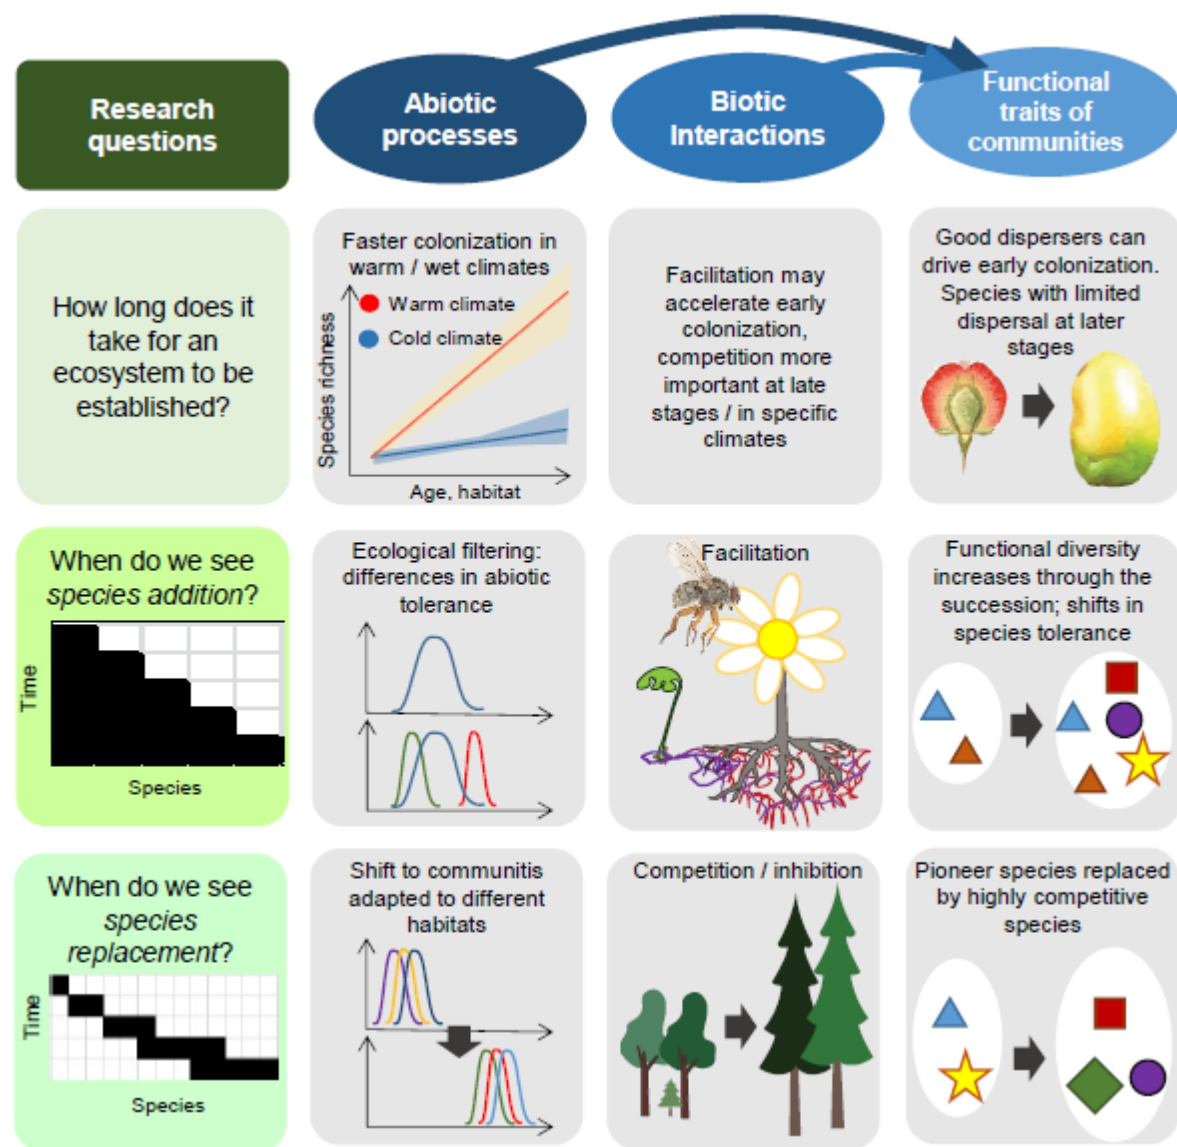 Research
questions
Abiotic
processes
Biotic
Interactions
Functional
traits of
communities
How long does it
take for an
ecosystem to be
established?
Faster colonization in
warm / wet climates
Warm climate
Cold climate
Species richness
Age, habitat
Facilitation may
accelerate early
colonization,
competition more
important at late
stages / in specific
climates
Good dispersers can
drive early colonization.
Species with limited
dispersal at later
stages
When do we see
species addition?
Time
Species
Ecological filtering:
differences in abiotic
tolerance
Facilitation
Functional diversity
increases through the
succession; shifts in
species tolerance
When do we see
species
replacement?
Time
Species
Shift to communitis
adapted to different
habitats
Competition / inhibition
Pioneer species replaced
by highly competitive
species